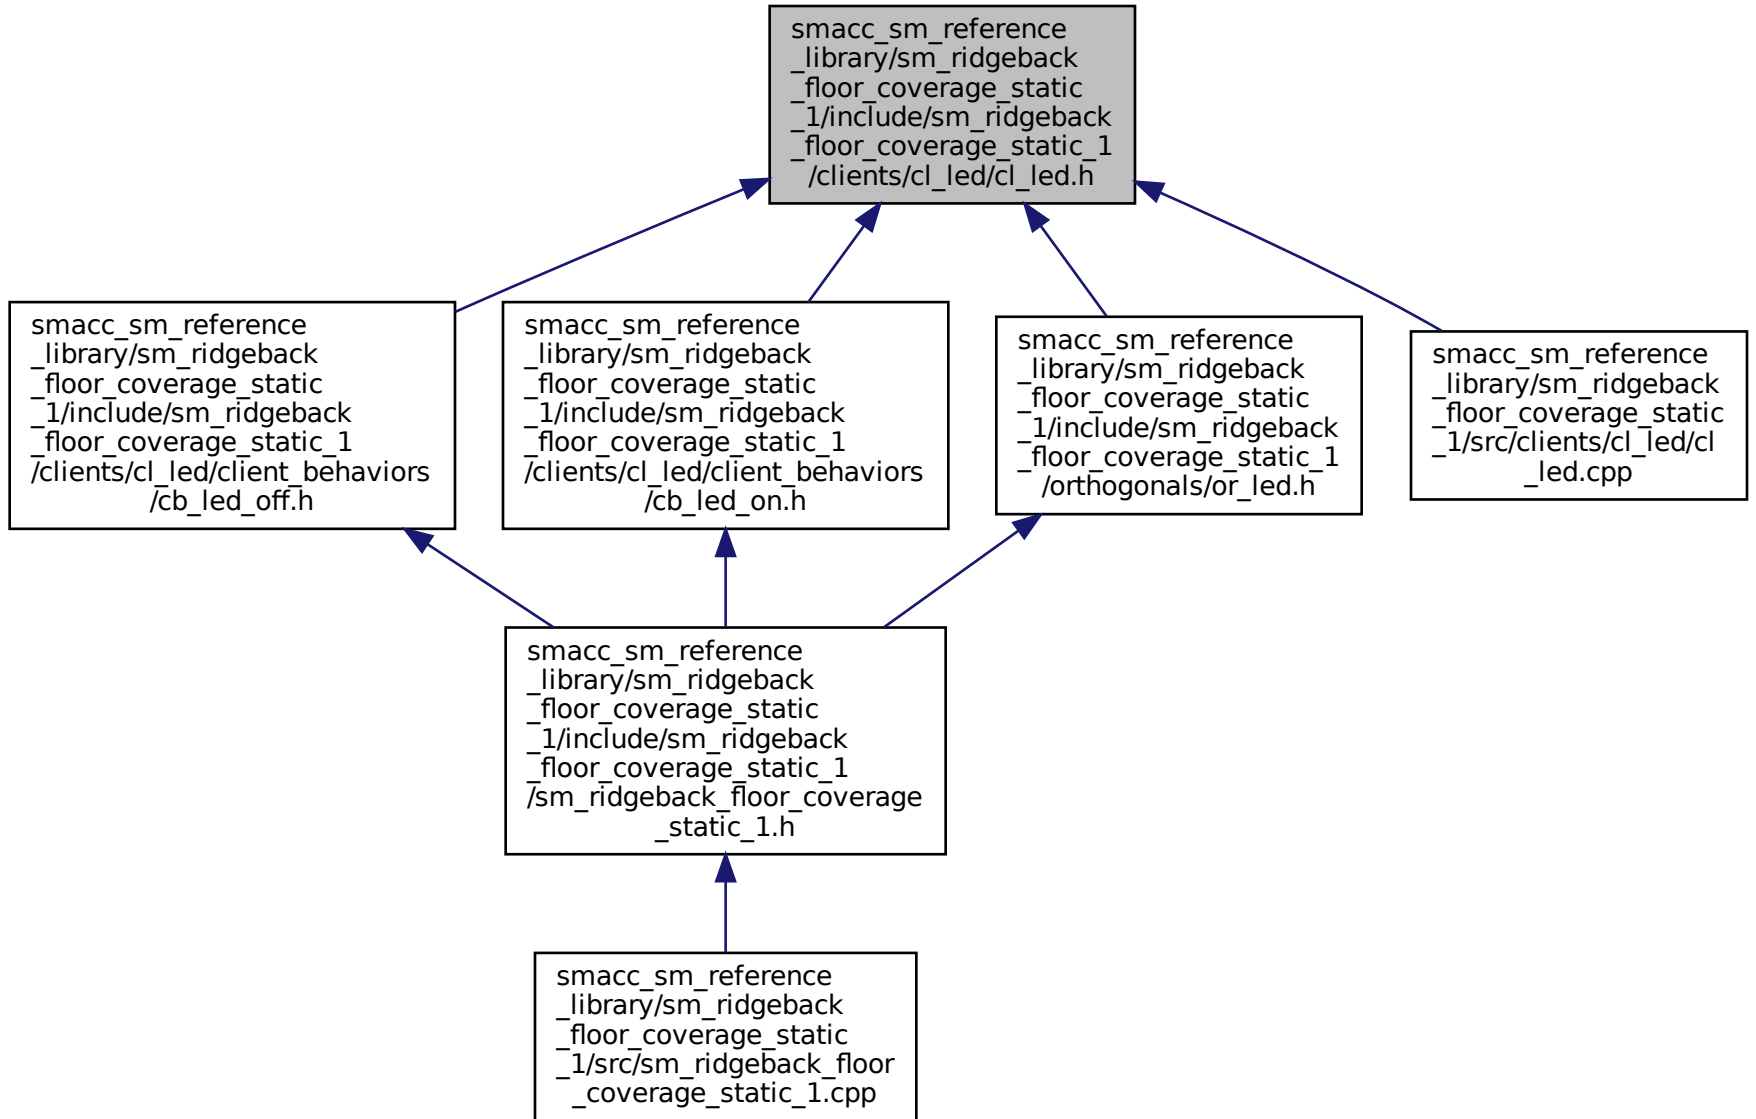 smacc_sm_reference
_library/sm_ridgeback
_floor_coverage_static
_1/include/sm_ridgeback
_floor_coverage_static_1
/clients/cl_led/cl_led.h
smacc_sm_reference
_library/sm_ridgeback
_floor_coverage_static
_1/include/sm_ridgeback
_floor_coverage_static_1
/clients/cl_led/client_behaviors
/cb_led_off.h
smacc_sm_reference
_library/sm_ridgeback
_floor_coverage_static
_1/include/sm_ridgeback
_floor_coverage_static_1
/clients/cl_led/client_behaviors
/cb_led_on.h
smacc_sm_reference
_library/sm_ridgeback
_floor_coverage_static
_1/include/sm_ridgeback
_floor_coverage_static_1
/orthogonals/or_led.h
smacc_sm_reference
_library/sm_ridgeback
_floor_coverage_static
_1/src/clients/cl_led/cl
_led.cpp
smacc_sm_reference
_library/sm_ridgeback
_floor_coverage_static
_1/include/sm_ridgeback
_floor_coverage_static_1
/sm_ridgeback_floor_coverage
_static_1.h
smacc_sm_reference
_library/sm_ridgeback
_floor_coverage_static
_1/src/sm_ridgeback_floor
_coverage_static_1.cpp